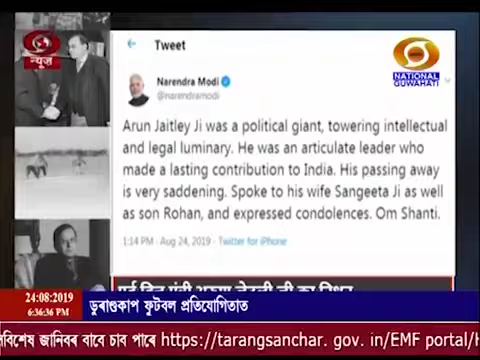 न्यूज़
Tweet
Narendra Modi
@narendramodi
NATIONAL
GUWAHATI
Arun Jaitley Ji was a political giant, towering intellectual
and legal luminary. He was an articulate leader who
made a lasting contribution to India. His passing away
is very saddening. Spoke to his wife Sangeeta Ji as well
as son Rohan, and expressed condolences. Om Shanti.
1:14 PM · Aug 24, 2019 · Twitter for iPhone
24:08:2019
6:36:36 PM
ডুৰাণ্ডকাপ ফুটবল প্ৰতিযোগিতাত
বিশেষ জানিবৰ বাবে চাব পাৰে https://tarangsanchar. gov. in/EMF portal/H